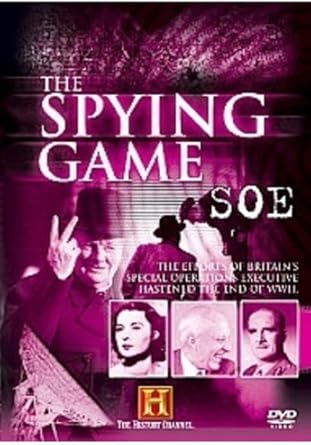 THE
SPYING
GAME
SOE
THE EFFORTS OF BRITAIN'S
SPECIAL OPERATIONS EXECUTIVE
HASTENED THE END OF WWII.
H
THE HISTORY CHANNEL
DVD
VIDEO